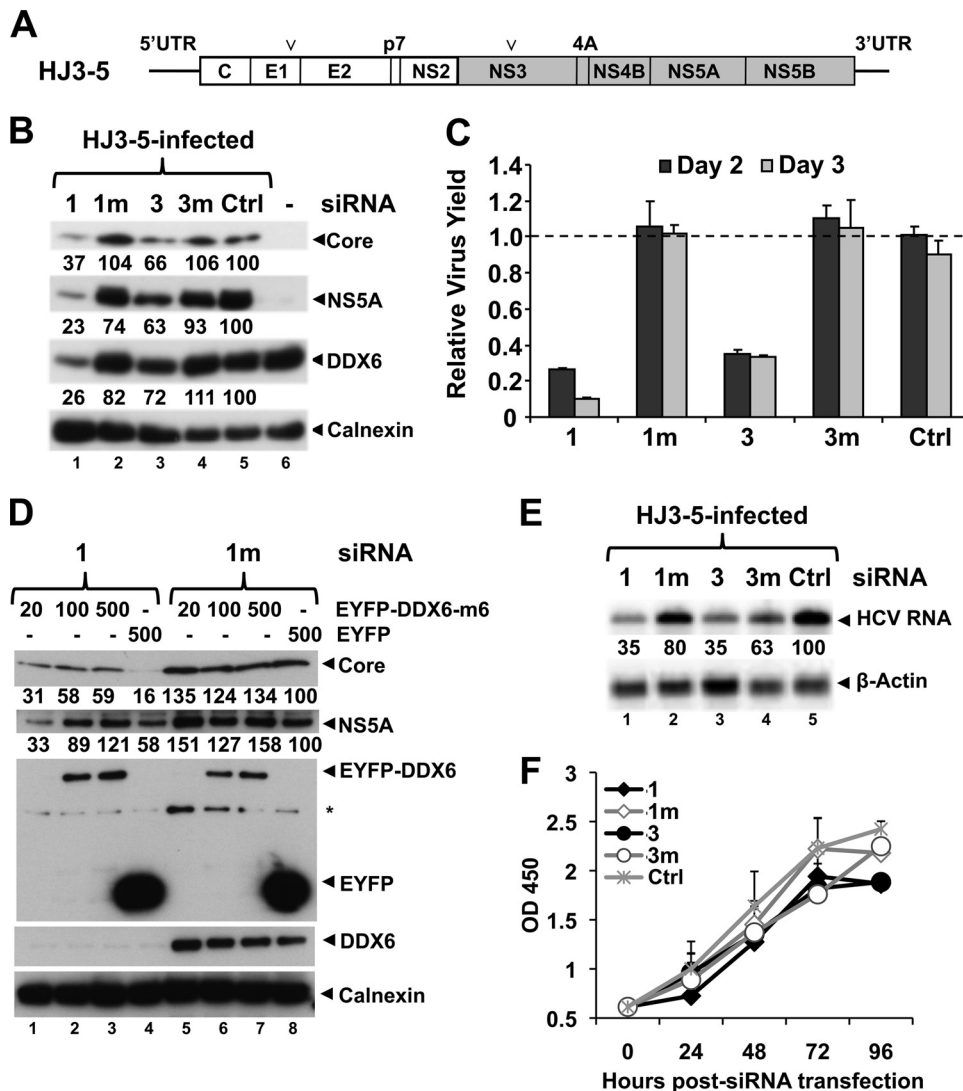 A
5'UTR ∨ p7 ∨ 4A 3'UTR
HJ3-5 C E1 E2 NS2 NS3 NS4B NS5A NS5B
B
HJ3-5-infected
1 1m 3 3m Ctrl - siRNA
Core
37 104 66 106 100
NS5A
23 74 63 93 100
DDX6
26 82 72 111 100
Calnexin
1 2 3 4 5 6
C
Day 2 Day 3
Relative Virus Yield
1.4
1.2
1.0
0.8
0.6
0.4
0.2
0
1 1m 3 3m Ctrl
D
1 1m siRNA
20 100 500 - 20 100 500 - EYFP-DDX6-m6
- - - 500 - - - 500 EYFP
Core
31 58 59 16 135 124 134 100
NS5A
33 89 121 58 151 127 158 100
EYFP-DDX6
*
EYFP
DDX6
Calnexin
1 2 3 4 5 6 7 8
E
HJ3-5-infected
1 1m 3 3m Ctrl siRNA
HCV RNA
35 80 35 63 100
β-Actin
1 2 3 4 5
F
1
1m
3
3m
Ctrl
OD 450
3
2.5
2
1.5
1
0.5
0 24 48 72 96
Hours post-siRNA transfection